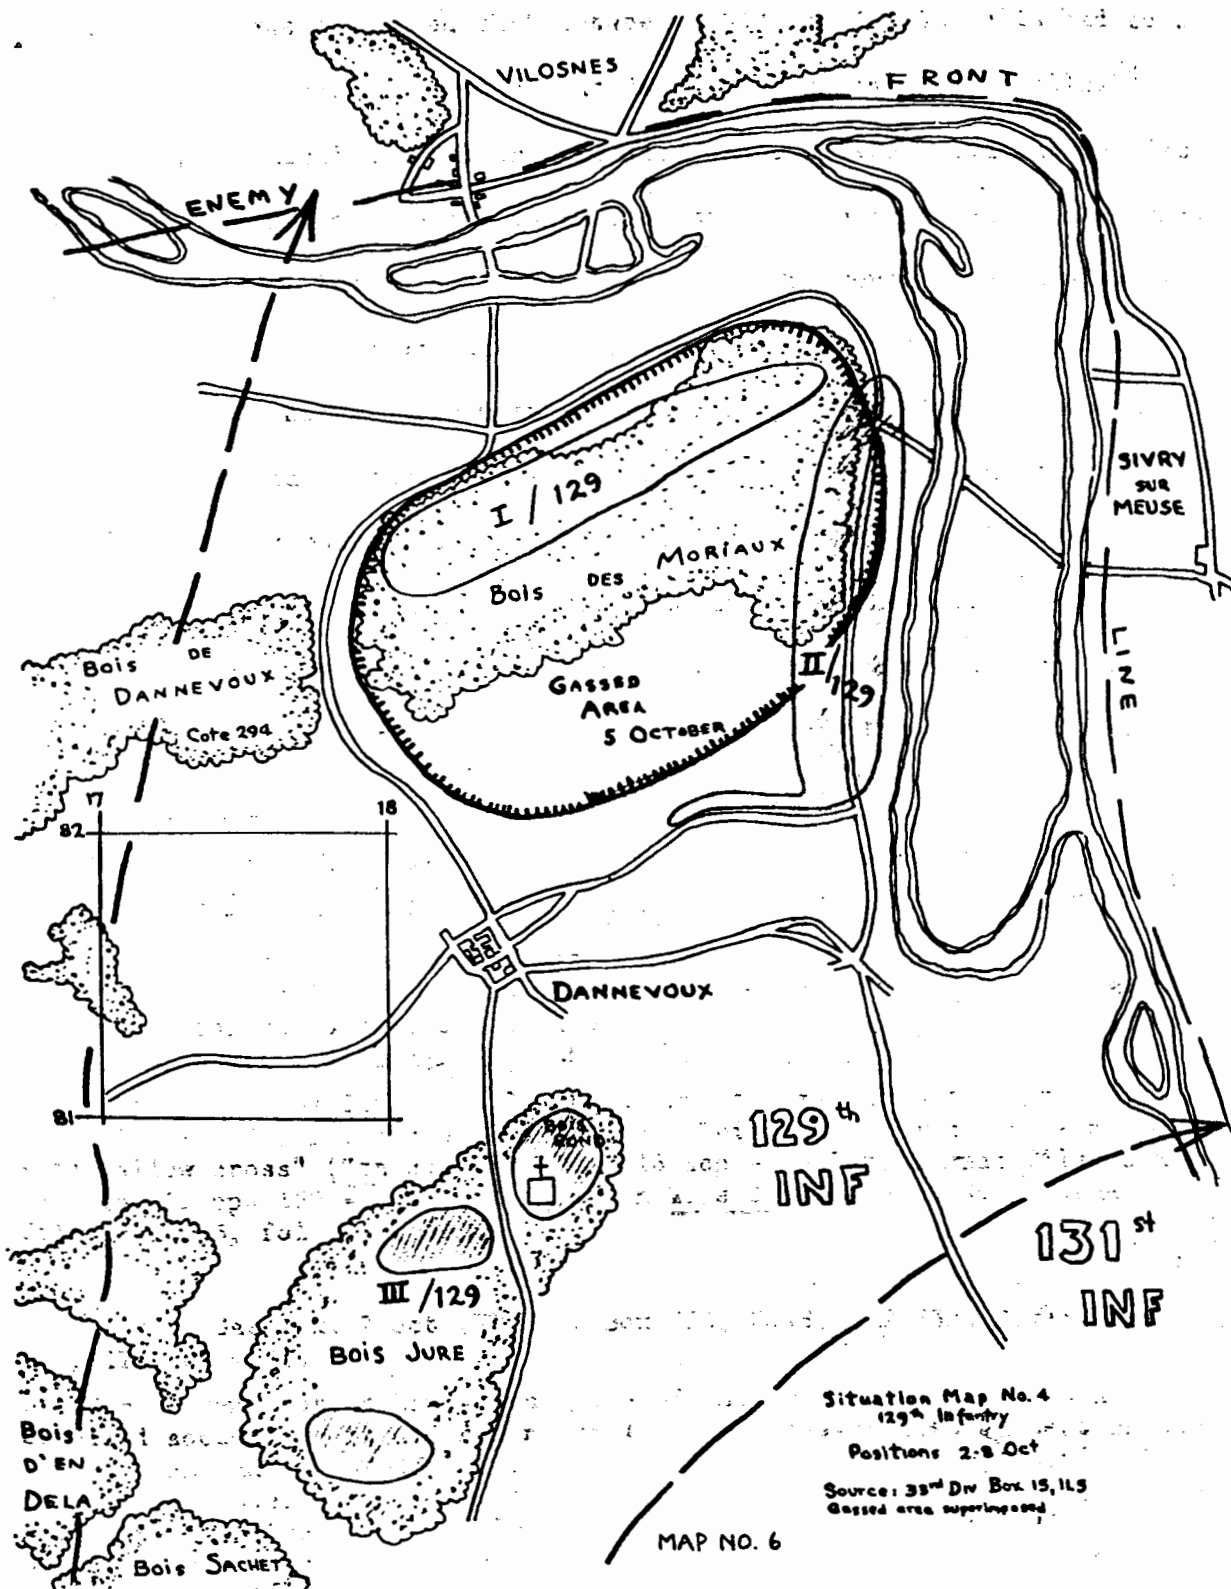 VILOSNES
FRONT
ENEMY
SIVRY
SUR
MEUSE
I / 129
BOIS DES MORIAUX
BOIS DE
DANNEVOUX
Cote 294
GASSED
AREA
5 OCTOBER
II/129
LINE
17
18
82
DANNEVOUX
81
BOIS
ROND
129th
INF
131st
INF
III/129
BOIS JURE
Bois
D'EN
DELA
Bois SACHET
Situation Map No. 4
129th Infantry
Positions 2-8 Oct
Source: 33rd Div Box 15, 1L5
Gassed area superimposed
MAP NO. 6